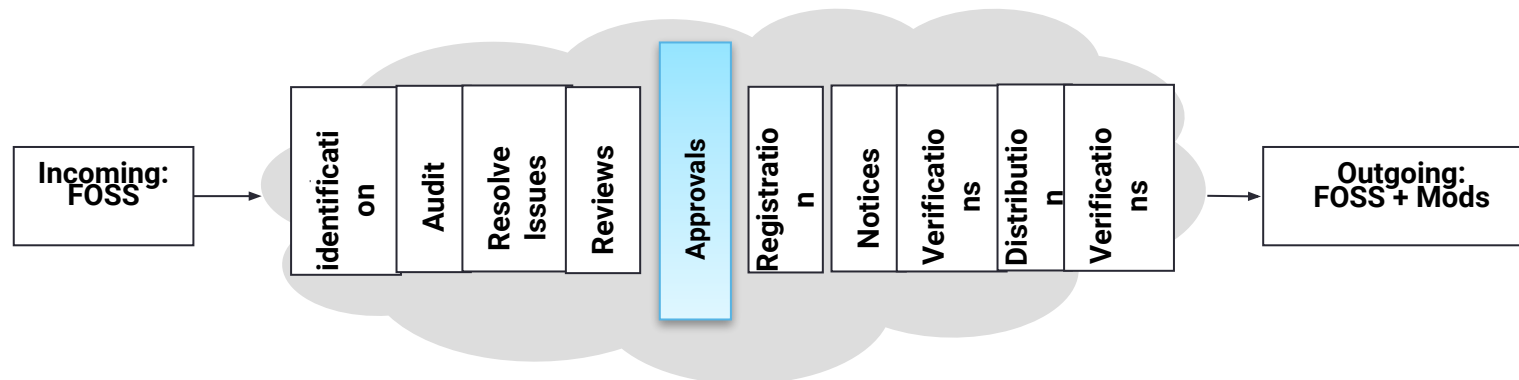 Incoming:
FOSS
identificati
on
Audit
Resolve
Issues
Reviews
Approvals
Registratio
n
Notices
Verificatio
ns
Distributio
n
Verificatio
ns
Outgoing:
FOSS + Mods